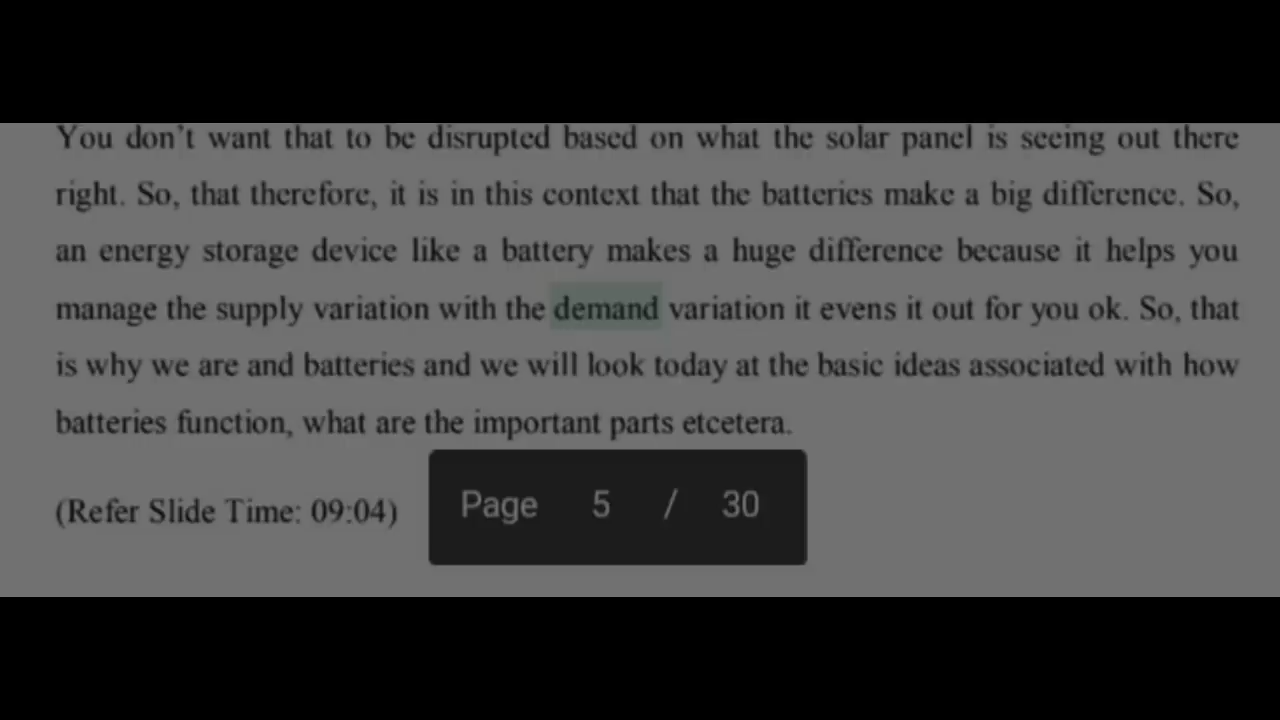 You don't want that to be disrupted based on what the solar panel is seeing out there
right. So, that therefore, it is in this context that the batteries make a big difference. So,
an energy storage device like a battery makes a huge difference because it helps you
manage the supply variation with the demand variation it evens it out for you ok. So, that
is why we are and batteries and we will look today at the basic ideas associated with how
batteries function, what are the important parts etcetera.
(Refer Slide Time: 09:04)
Page 5 / 30